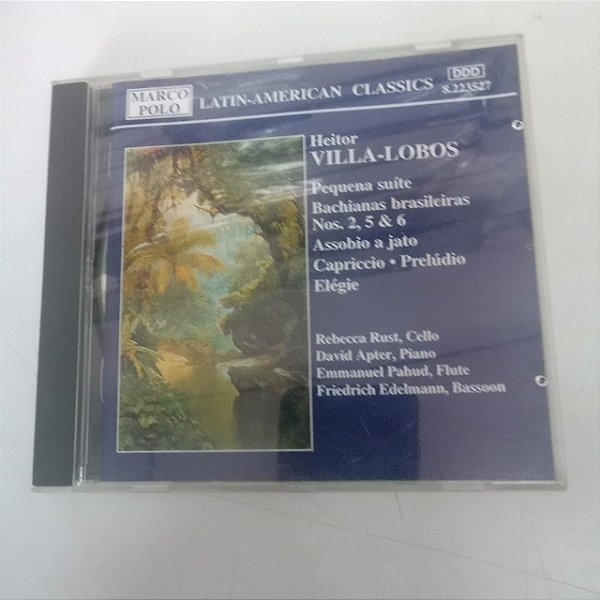 MARCO
POLO
LATIN-AMERICAN CLASSICS
DDD
8.223527
Heitor
VILLA-LOBOS
Pequena suíte
Bachianas brasileiras
Nos. 2, 5 & 6
Assobio a jato
Capriccio • Prelúdio
Elégie
Rebecca Rust, Cello
David Apter, Piano
Emmanuel Pahud, Flute
Friedrich Edelmann, Bassoon